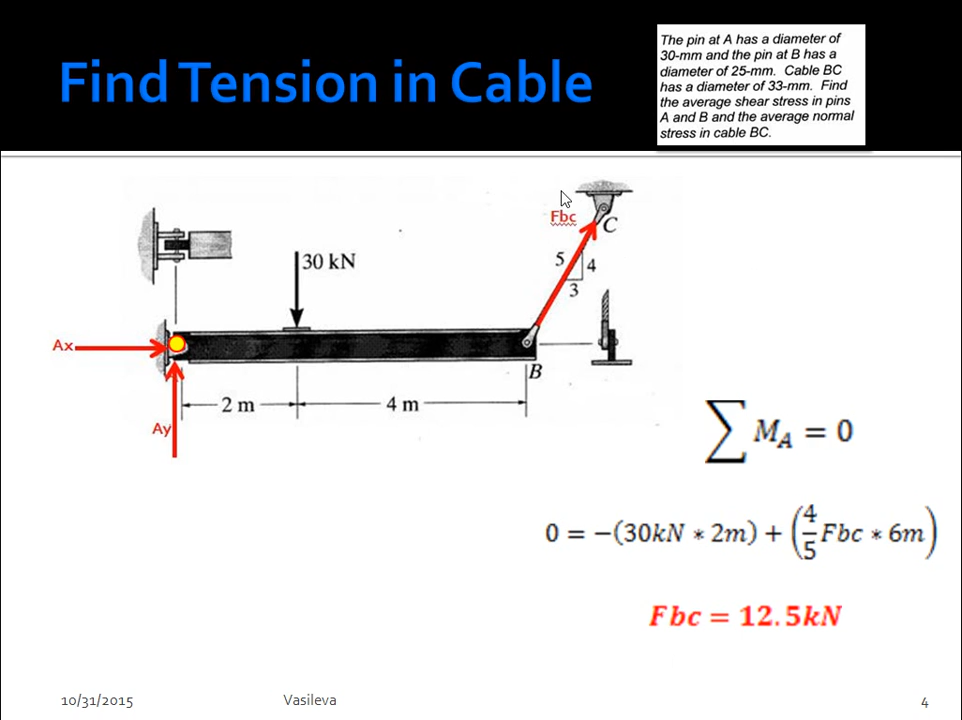 Find Tension in Cable
The pin at A has a diameter of
30-mm and the pin at B has a
diameter of 25-mm. Cable BC
has a diameter of 33-mm. Find
the average shear stress in pins
A and B and the average normal
stress in cable BC.
Fbc
C
30 kN
5
4
3
Ax
B
2 m
4 m
Ay
∑ M_A = 0
0 = −(30kN * 2m) + (4/5 Fbc * 6m)
Fbc = 12.5kN
10/31/2015
Vasileva
4